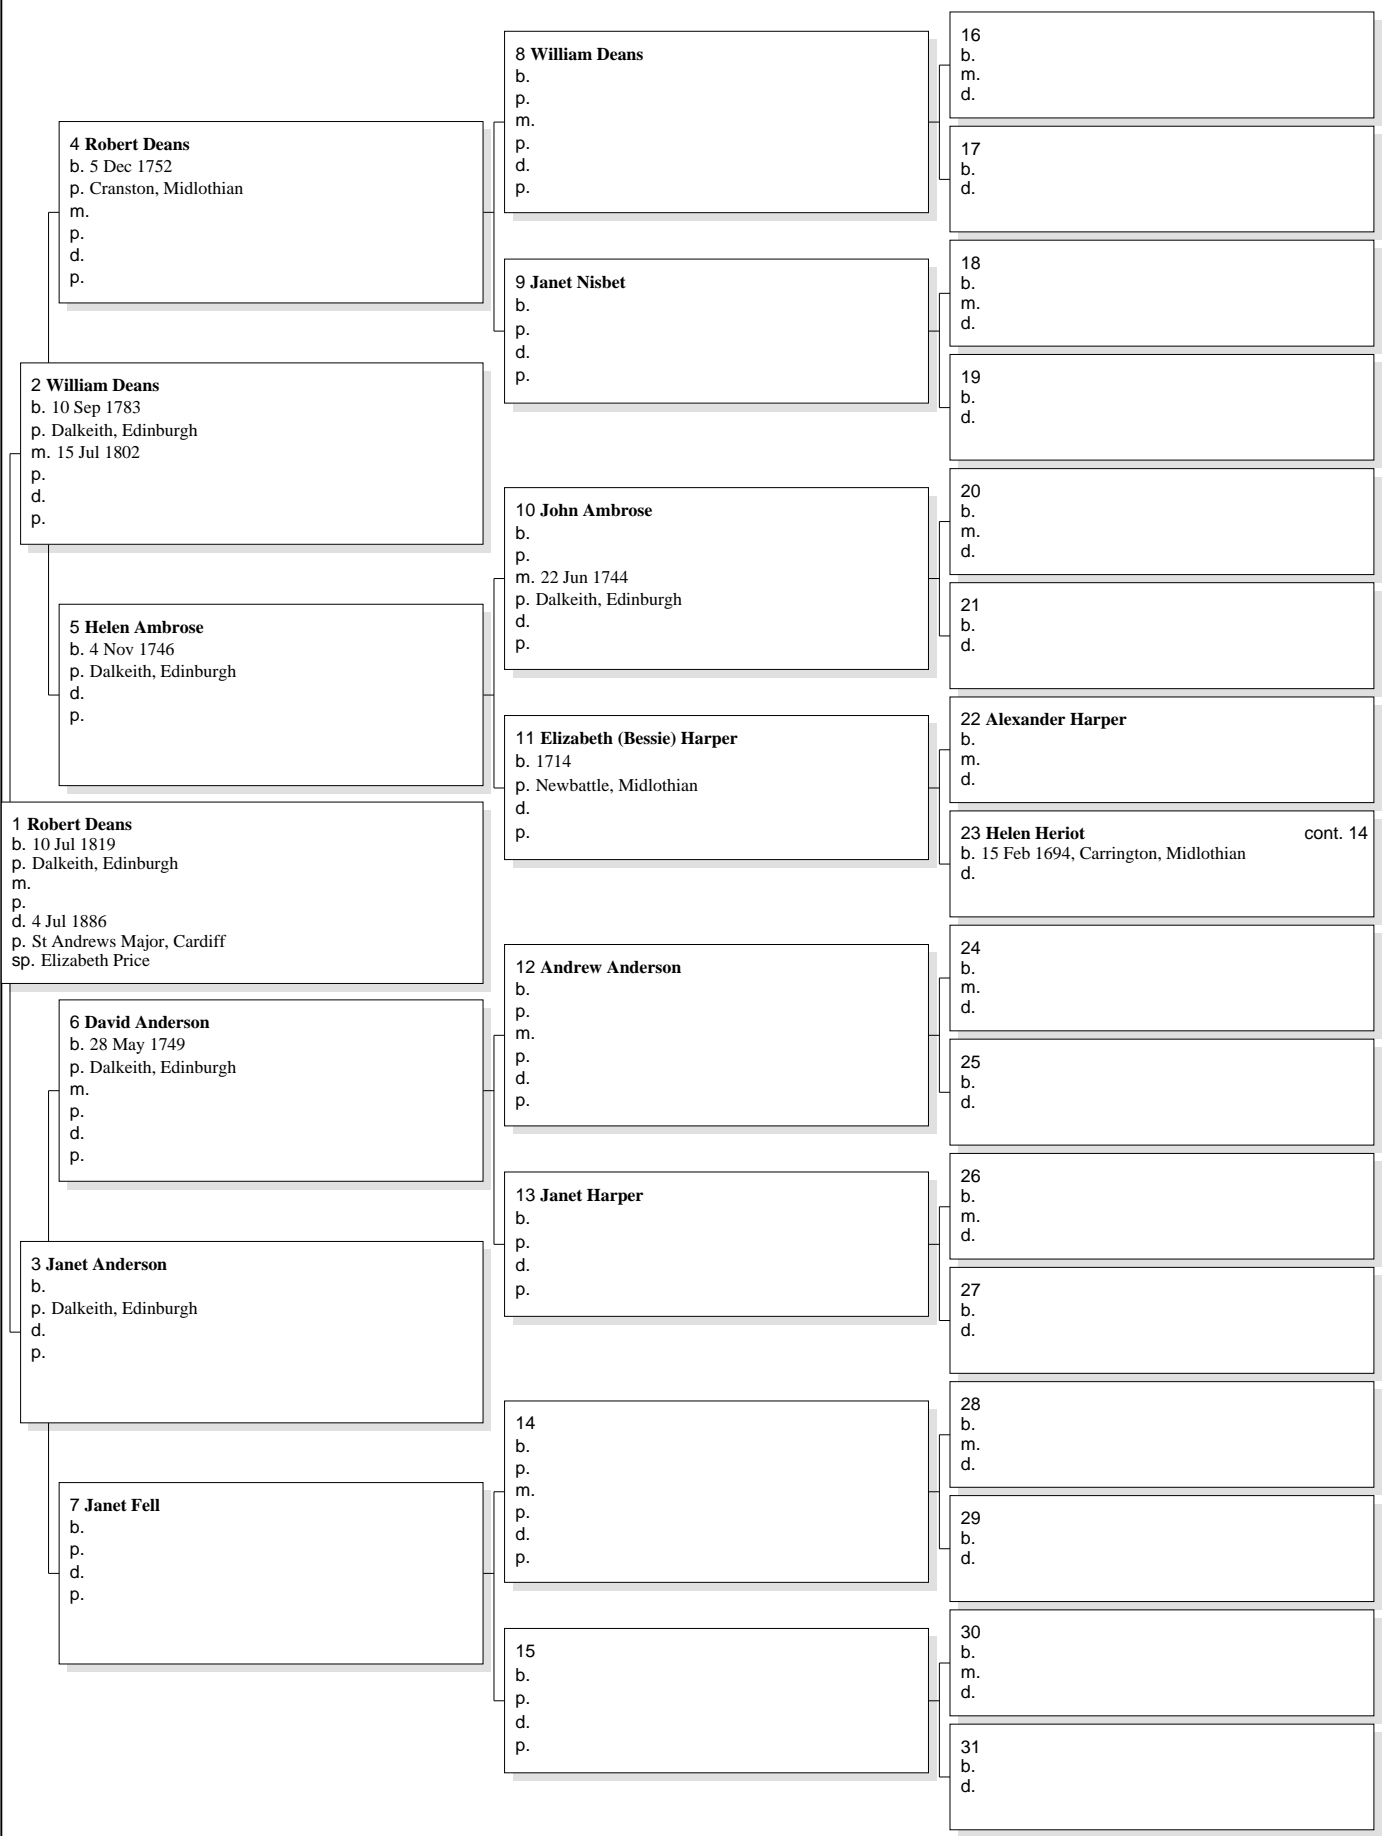 16
b.
m.
d.
8 William Deans
b.
p.
m.
p.
d.
p.
17
b.
d.
4 Robert Deans
b. 5 Dec 1752
p. Cranston, Midlothian
m.
p.
d.
p.
18
b.
m.
d.
9 Janet Nisbet
b.
p.
d.
p.
19
b.
d.
2 William Deans
b. 10 Sep 1783
p. Dalkeith, Edinburgh
m. 15 Jul 1802
p.
d.
p.
20
b.
m.
d.
10 John Ambrose
b.
p.
m. 22 Jun 1744
p. Dalkeith, Edinburgh
d.
p.
21
b.
d.
5 Helen Ambrose
b. 4 Nov 1746
p. Dalkeith, Edinburgh
d.
p.
22 Alexander Harper
b.
m.
d.
11 Elizabeth (Bessie) Harper
b. 1714
p. Newbattle, Midlothian
d.
p.
23 Helen Heriot cont. 14
b. 15 Feb 1694, Carrington, Midlothian
d.
1 Robert Deans
b. 10 Jul 1819
p. Dalkeith, Edinburgh
m.
p.
d. 4 Jul 1886
p. St Andrews Major, Cardiff
sp. Elizabeth Price
24
b.
m.
d.
12 Andrew Anderson
b.
p.
m.
p.
d.
p.
25
b.
d.
6 David Anderson
b. 28 May 1749
p. Dalkeith, Edinburgh
m.
p.
d.
p.
26
b.
m.
d.
13 Janet Harper
b.
p.
d.
p.
27
b.
d.
3 Janet Anderson
b.
p. Dalkeith, Edinburgh
d.
p.
28
b.
m.
d.
14
b.
p.
m.
p.
d.
p.
29
b.
d.
7 Janet Fell
b.
p.
d.
p.
30
b.
m.
d.
15
b.
p.
d.
p.
31
b.
d.